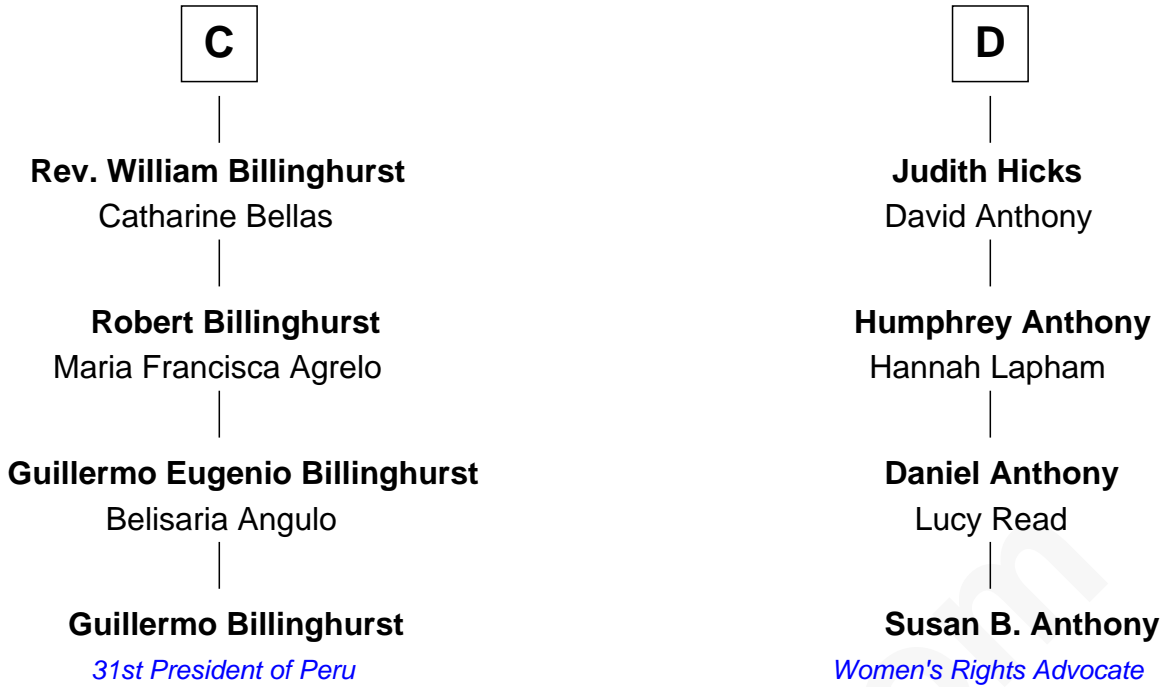 C
D
Rev. William Billinghurst
Catharine Bellas
Judith Hicks
David Anthony
Robert Billinghurst
Maria Francisca Agrelo
Humphrey Anthony
Hannah Lapham
Guillermo Eugenio Billinghurst
Belisaria Angulo
Daniel Anthony
Lucy Read
Guillermo Billinghurst
31st President of Peru
Susan B. Anthony
Women's Rights Advocate